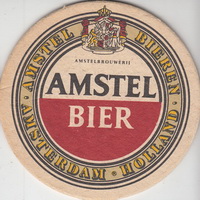 AMSTEL BIEREN
AMSTELBROUWERIJ
AMSTEL
BIER
AMSTERDAM HOLLAND